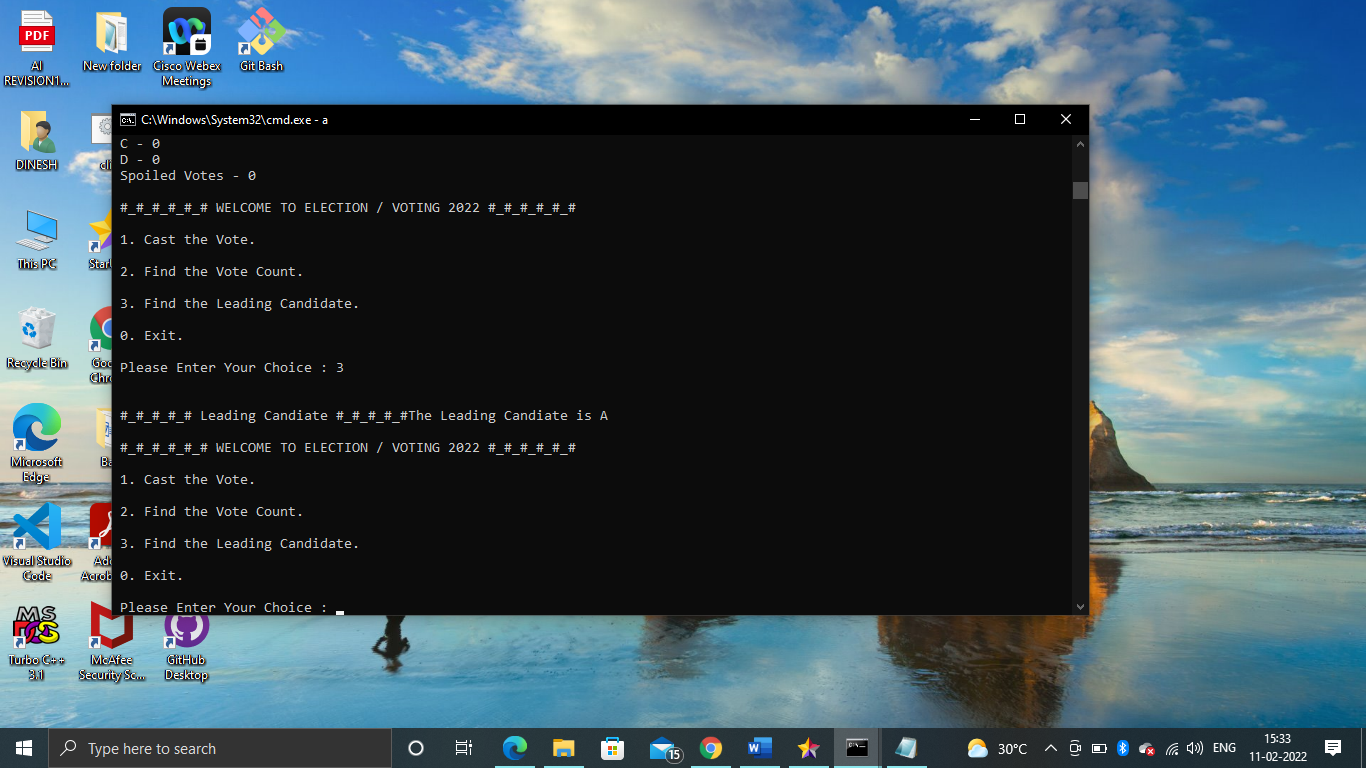 PDF
AI
REVISION1...
New folder
Cisco Webex
Meetings
Git Bash
DINESH
cli
This PC
Star
Recycle Bin
Goo
Chro
Microsoft
Edge
Ba
Visual Studio
Code
Ado
Acrob
MS
DOS
Turbo C++
3.1
McAfee
Security Sc...
GitHub
Desktop
C:\Windows\System32\cmd.exe - a
C - 0
D - 0
Spoiled Votes - 0
#_#_#_#_#_# WELCOME TO ELECTION / VOTING 2022 #_#_#_#_#_#
1. Cast the Vote.
2. Find the Vote Count.
3. Find the Leading Candidate.
0. Exit.
Please Enter Your Choice : 3
#_#_#_#_# Leading Candiate #_#_#_#_#The Leading Candiate is A
#_#_#_#_#_# WELCOME TO ELECTION / VOTING 2022 #_#_#_#_#_#
1. Cast the Vote.
2. Find the Vote Count.
3. Find the Leading Candidate.
0. Exit.
Please Enter Your Choice :
Type here to search
15
30°C
ENG
15:33
11-02-2022